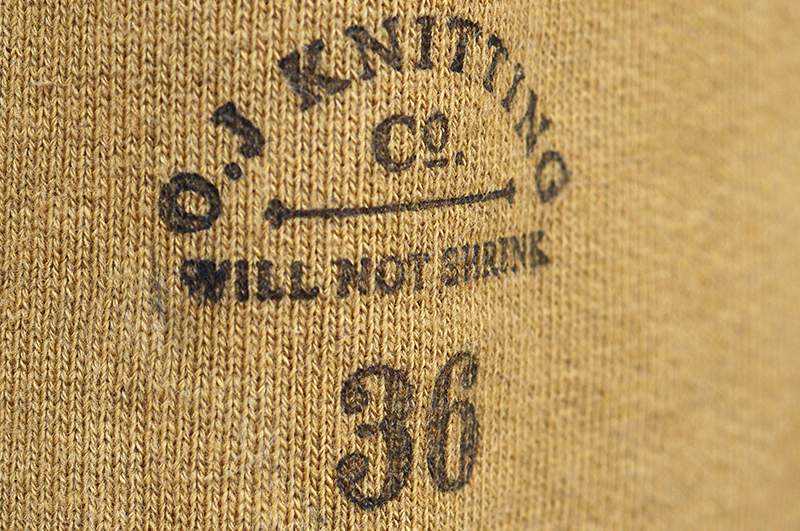 O.J KNITTING
Co.
WILL NOT SHRINK
36